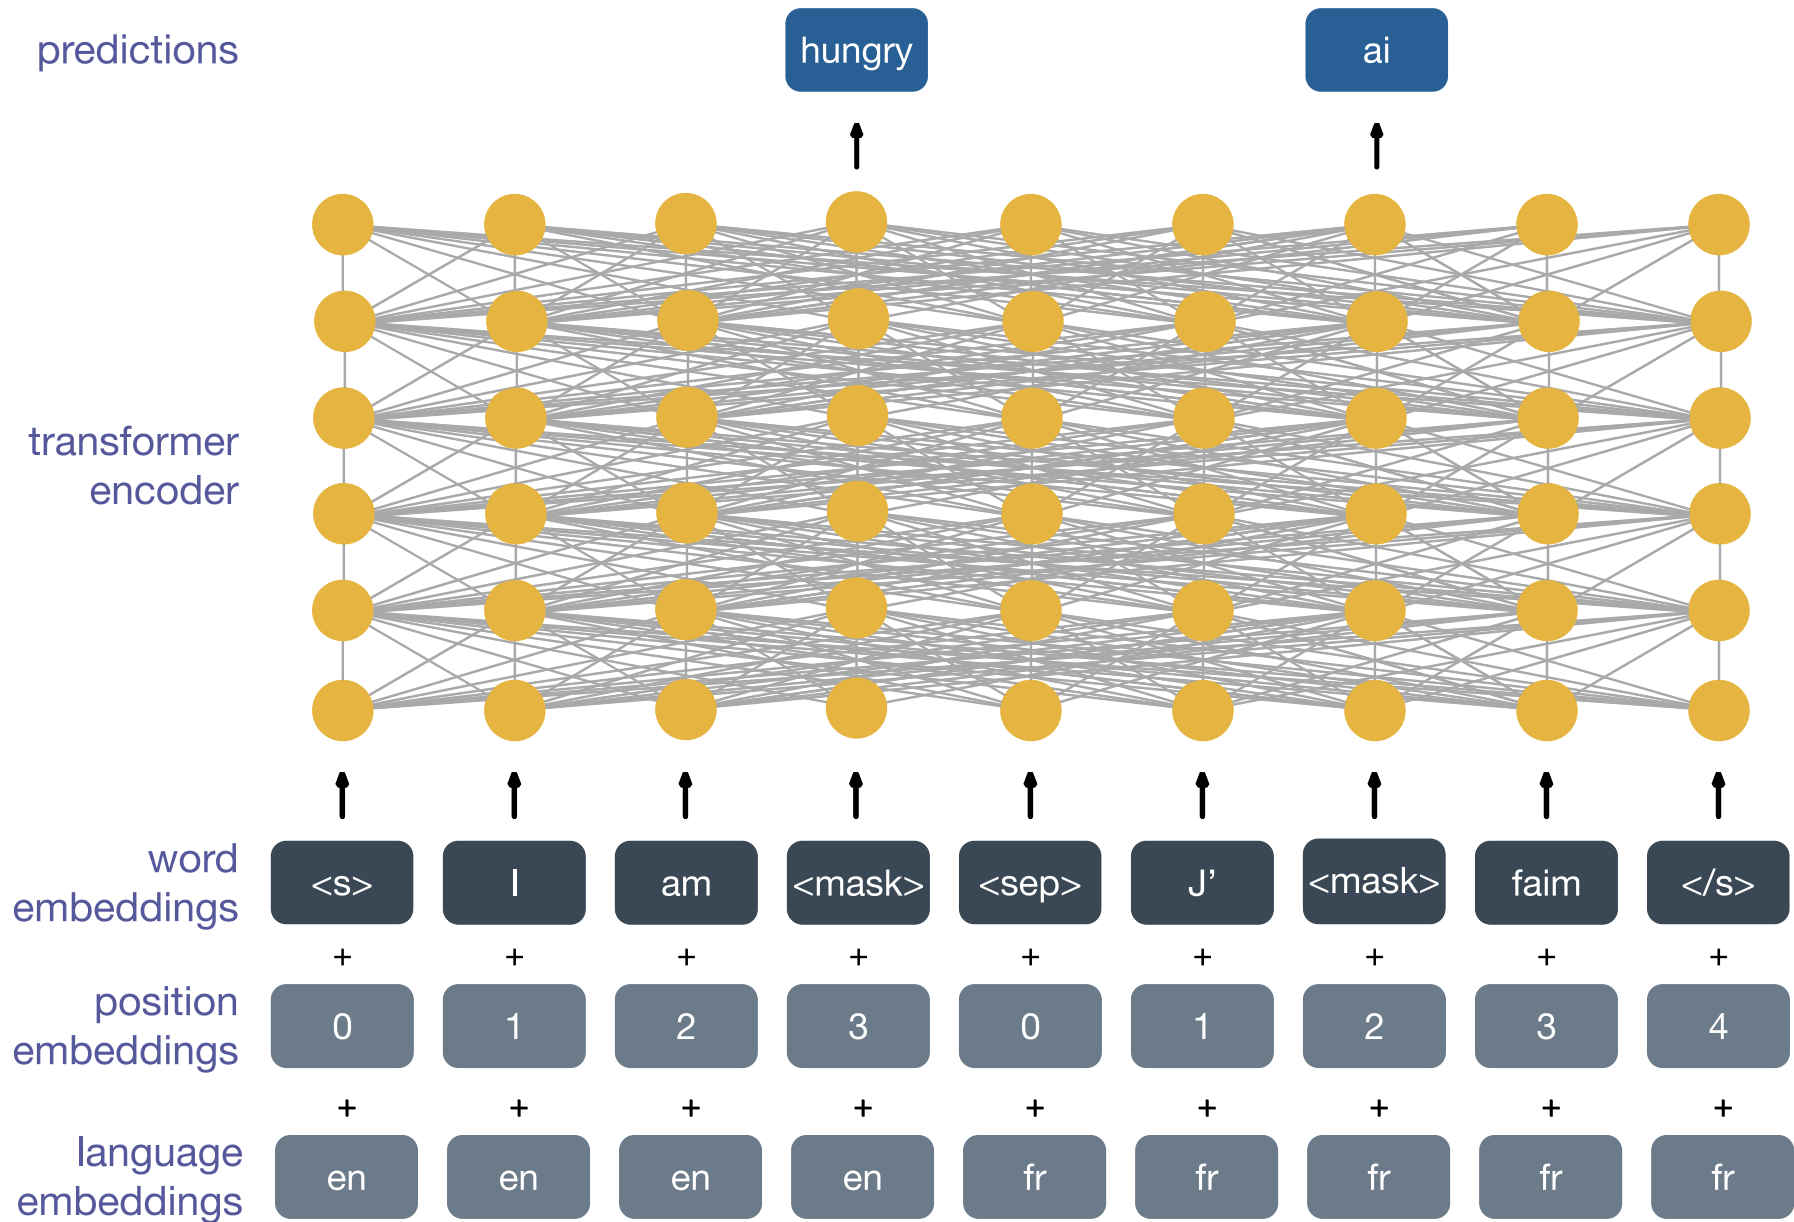 predictions hungry ai
transformer
encoder
word
embeddings
<s> I am <mask> <sep> J’ <mask> faim </s>
+ + + + + + + + +
position
embeddings
0 1 2 3 0 1 2 3 4
+ + + + + + + + +
language
embeddings
en en en en fr fr fr fr fr